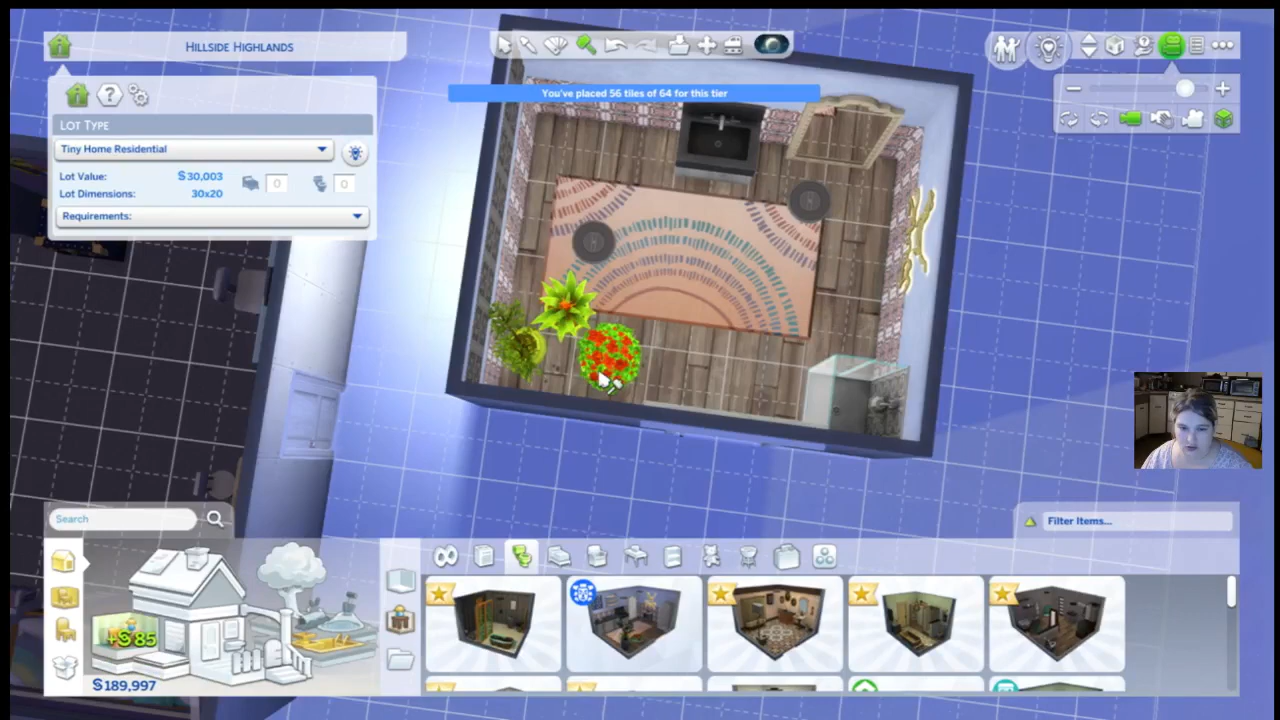 HILLSIDE HIGHLANDS
You've placed 56 tiles of 64 for this tier
LOT TYPE
Tiny Home Residential
Lot Value: $30,003 0 0
Lot Dimensions: 30x20
Requirements:
Search
Filter Items...
+$85
$189,997